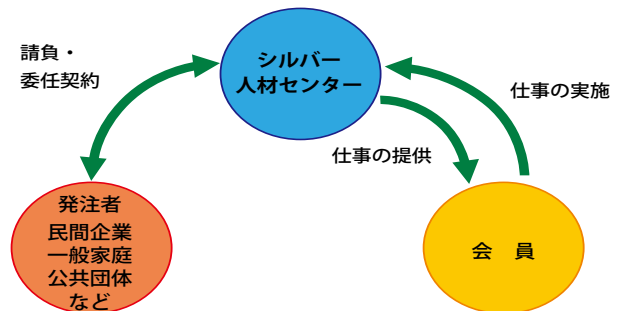 請負・
委任契約
シルバー
人材センター
仕事の実施
仕事の提供
発注者
民間企業
一般家庭
公共団体
など
会　員